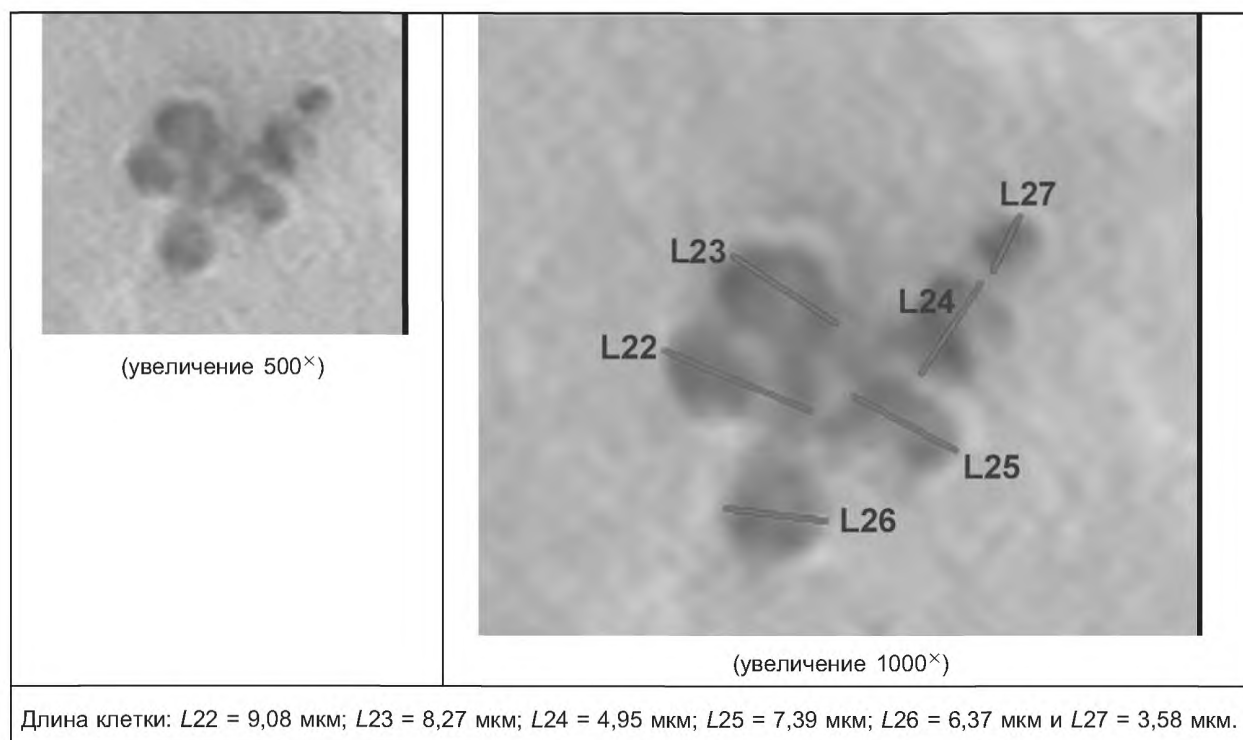 L27
L23
L24
L22
L25
L26
(увеличение 500×)
(увеличение 1000×)
Длина клетки: L22 = 9,08 мкм; L23 = 8,27 мкм; L24 = 4,95 мкм; L25 = 7,39 мкм; L26 = 6,37 мкм и L27 = 3,58 мкм.